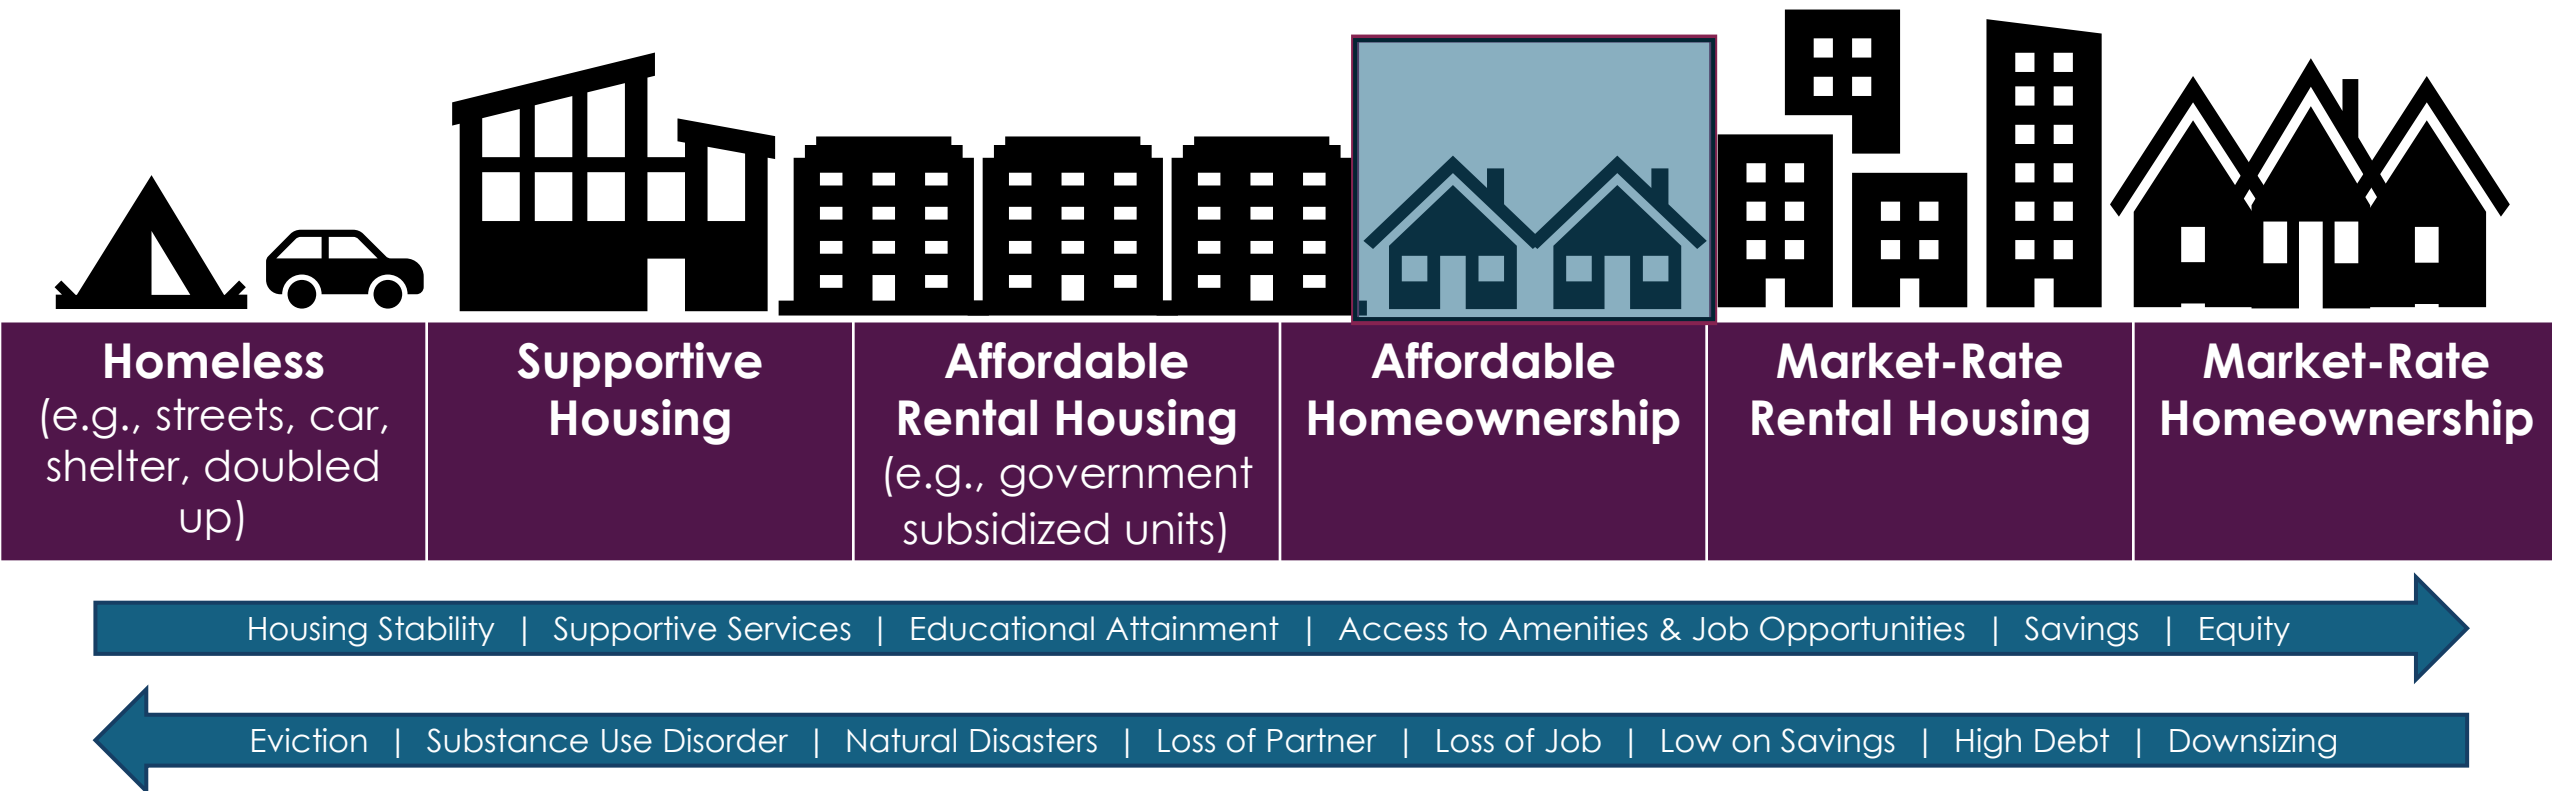 Homeless
(e.g., streets, car,
shelter, doubled
up)
Supportive
Housing
Affordable
Rental Housing
(e.g., government
subsidized units)
Affordable
Homeownership
Market-Rate
Rental Housing
Market-Rate
Homeownership
Housing Stability | Supportive Services | Educational Attainment | Access to Amenities & Job Opportunities | Savings | Equity
Eviction | Substance Use Disorder | Natural Disasters | Loss of Partner | Loss of Job | Low on Savings | High Debt | Downsizing